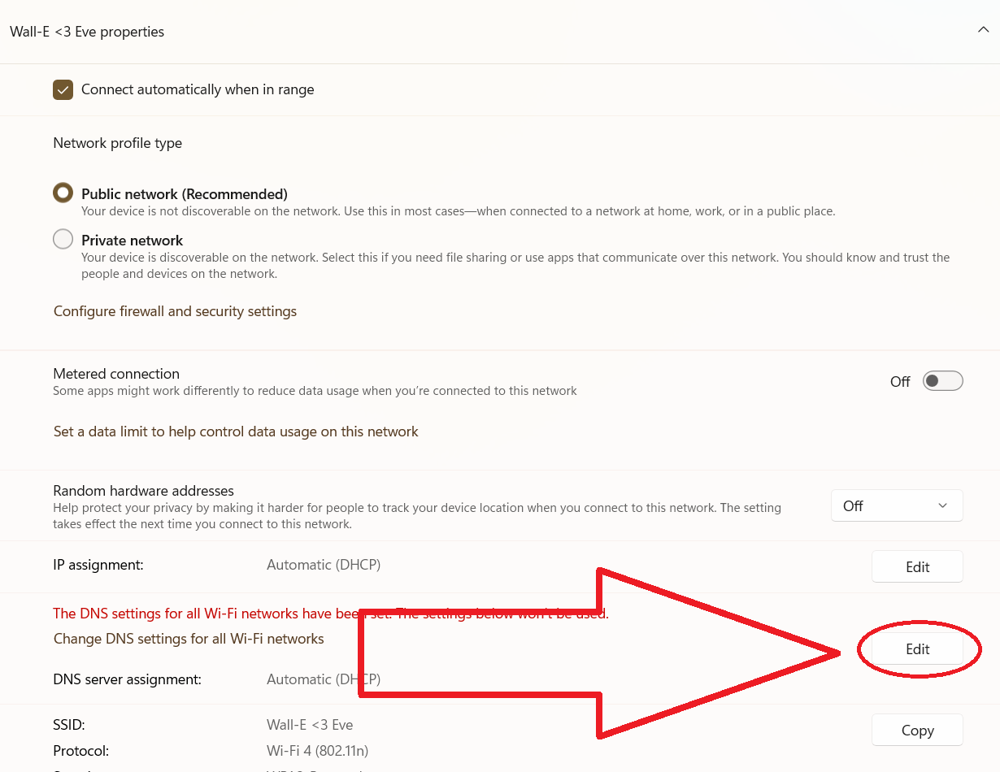 Wall-E <3 Eve properties
Connect automatically when in range
Network profile type
Public network (Recommended)
Your device is not discoverable on the network. Use this in most cases—when connected to a network at home, work, or in a public place.
Private network
Your device is discoverable on the network. Select this if you need file sharing or use apps that communicate over this network. You should know and trust the
people and devices on the network.
Configure firewall and security settings
Metered connection
Some apps might work differently to reduce data usage when you're connected to this network
Off
Set a data limit to help control data usage on this network
Random hardware addresses
Help protect your privacy by making it harder for people to track your device location when you connect to this network. The setting
takes effect the next time you connect to this network.
Off
IP assignment: Automatic (DHCP) Edit
The DNS settings for all Wi-Fi networks have been set. The settings below won't be used.
Change DNS settings for all Wi-Fi networks
Edit
DNS server assignment: Automatic (DHCP)
SSID: Wall-E <3 Eve
Copy
Protocol: Wi-Fi 4 (802.11n)